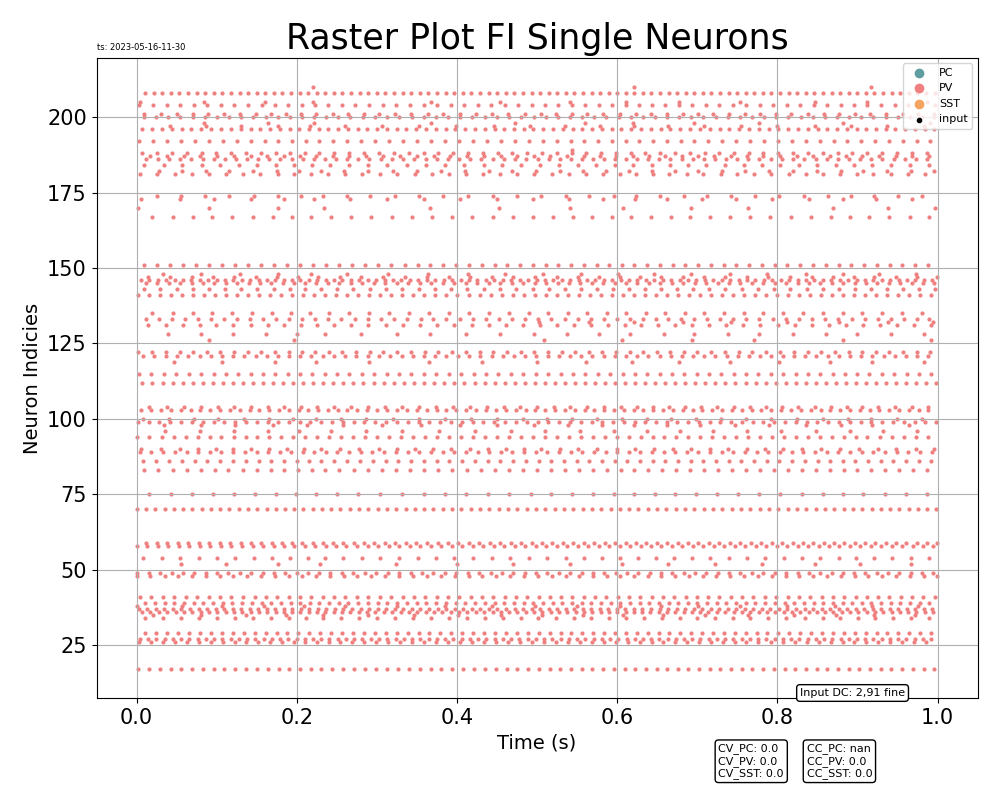 Raster Plot FI Single Neurons
ts: 2023-05-16-11-30
PC
PV
SST
input
200
175
150
125
100
75
50
25
Neuron Indicies
0.0 0.2 0.4 0.6 0.8 1.0
Time (s)
Input DC: 2,91 fine
CV_PC: 0.0
CV_PV: 0.0
CV_SST: 0.0
CC_PC: nan
CC_PV: 0.0
CC_SST: 0.0